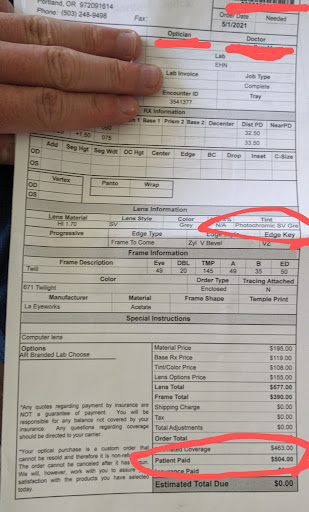 Portland, OR 972091614
Phone: (503) 248-9498
Fax:
Order Date Needed
5/1/2021
Optician Doctor
Lab
EHN
Lab Invoice Job Type
Complete
Encounter ID Tray
3541377
RX Information
Base 1 Prism 2 Base 2 Decenter Dist.PD NearPD
075 32.50
33.50
Add Seg Hgt Seg Wdt OC Hgt Center Edge BC Drop Inset C-Size
OD
OS
Vertex Panto Wrap
OD
OS
Lens Information
Lens Material Lens Style Color Tint
HI 1.70 SV Grey N/A Photochromic SV Gre
Progressive Edge Edge Key
Frame To Come Zyl V Bevel VZ
Frame Information
Frame Description Eye DBL TMP A B ED
Twill 49 20 145 49 35 50
Color Order Type Tracing Attached
671 Twilight Enclosed N
Manufacturer Material Frame Shape Temple Print
La Eyeworks Acetate
Special Instructions
Computer lens
Options
AR Branded Lab Choose
Material Price $195.00
Base Rx Price $119.00
Tint/Color Price $108.00
Lens Options Price $155.00
Lens Total $577.00
Frame Total $390.00
Shipping Charge $0.00
Tax $0.00
Total Adjustments $0.00
Order Total
Coverage $463.00
Patient Paid $504.00
Insurance Paid
Estimated Total Due $0.00
*Any quotes regarding payment by insurance are
NOT a guarantee of payment. You will be
responsible for any balance not covered by your
insurance. Any questions regarding coverage
should be directed to your carrier.
*Your optical purchase is a custom order that
cannot be resold and therefore it is
The order cannot be canceled after it has
We will, however, work with you to assure
satisfaction with the products you have selected
today.